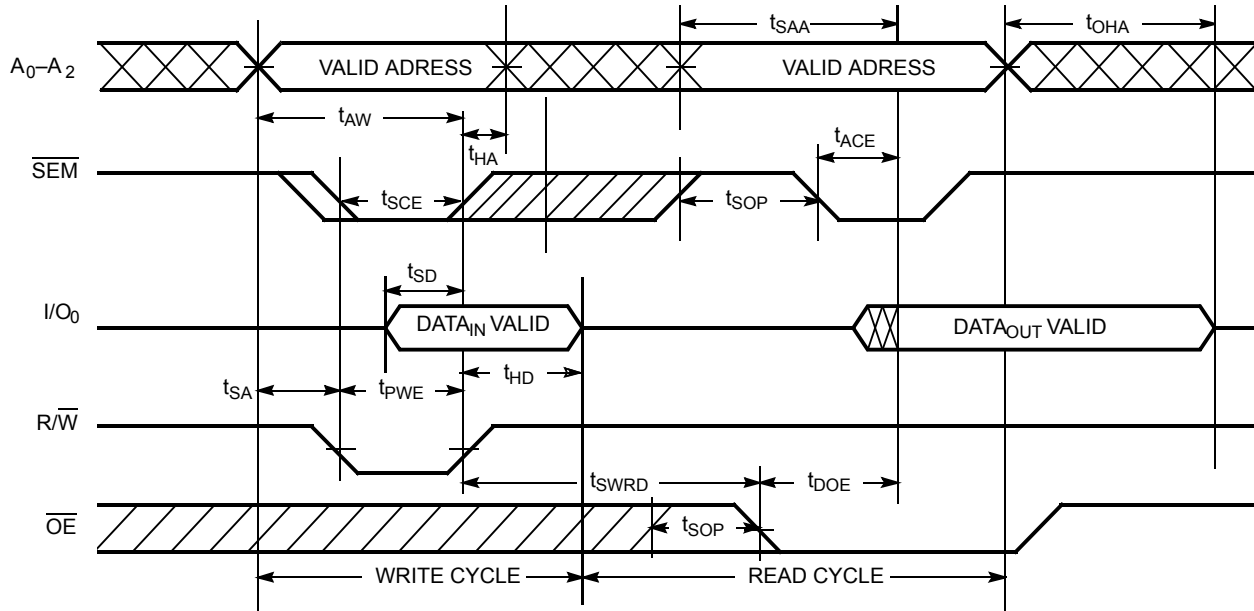 tSAA
tOHA
A0–A2
VALID ADRESS
VALID ADRESS
tAW
tHA
tACE
SEM
tSCE
tSOP
tSD
I/O0
DATAIN VALID
DATAOUT VALID
tSA
tPWE
tHD
R/W
tSWRD
tDOE
OE
tSOP
WRITE CYCLE
READ CYCLE